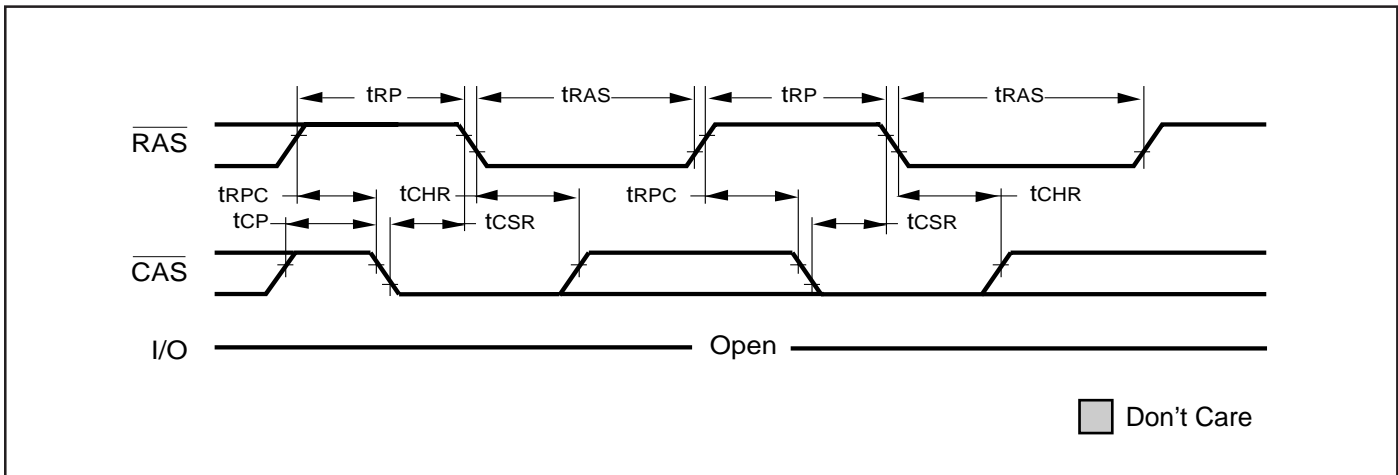 tRP tRAS tRP tRAS
RAS
tRPC tCHR tRPC tCHR
tCP tCSR tCSR
CAS
I/O Open
Don't Care